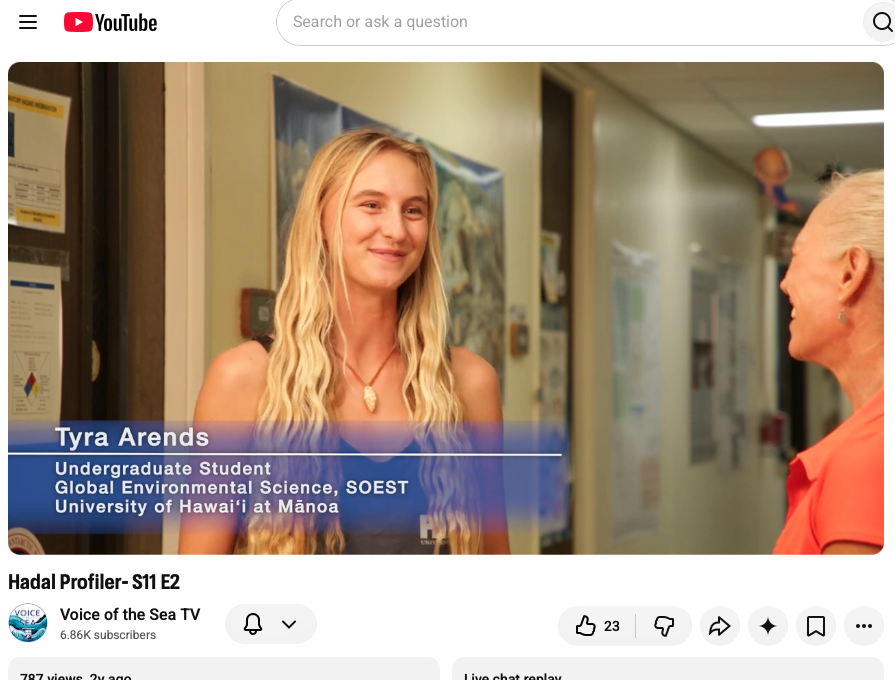 YouTube
Search or ask a question
Tyra Arends
Undergraduate Student
Global Environmental Science, SOEST
University of Hawaiʻi at Mānoa
Hadal Profiler- S11 E2
VOICE
SEA
Voice of the Sea TV
6.86K subscribers
23
787 views 2y ago
Live chat replay